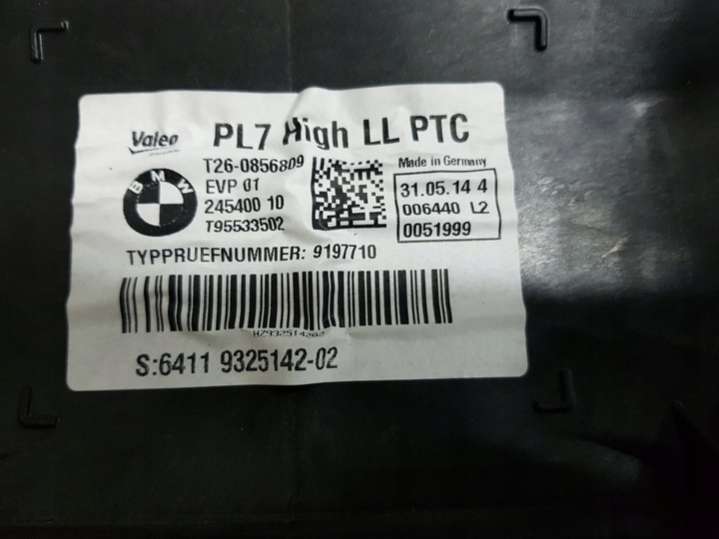 Valeo PL7 High LL PTC
T26-0856809
EVP 01
245400 10
T95533502
BMW
Made in Germany
31.05.14 4
006440 L2
0051999
TYPPRUEFNUMMER: 9197710
S:6411 9325142-02